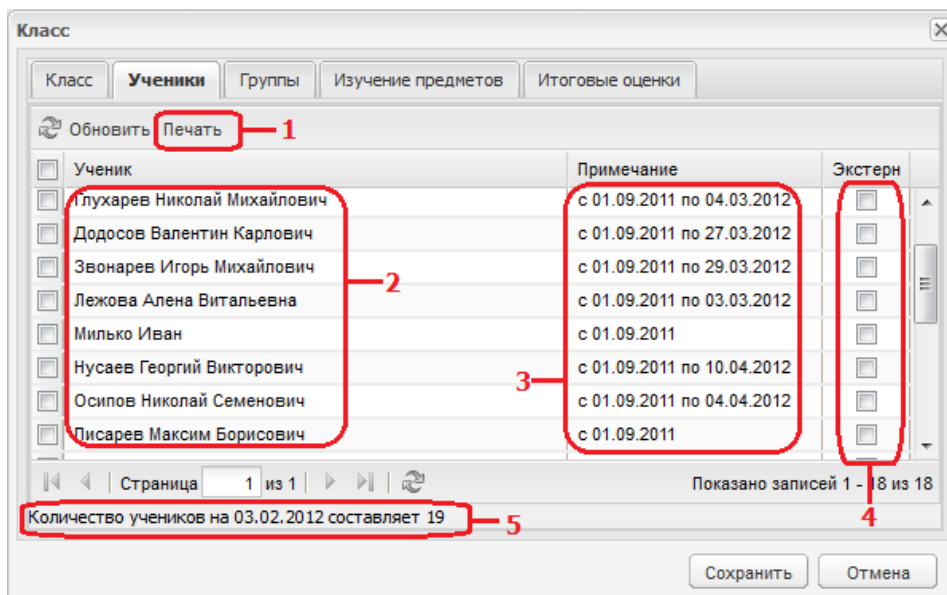 Класс
Класс Ученики Группы Изучение предметов Итоговые оценки
Обновить Печать 1
Ученик Примечание Экстерн
Глухарев Николай Михайлович с 01.09.2011 по 04.03.2012
Додосов Валентин Карлович с 01.09.2011 по 27.03.2012
Звонарев Игорь Михайлович с 01.09.2011 по 29.03.2012
2
Лежова Алена Витальевна с 01.09.2011 по 03.03.2012
Милько Иван с 01.09.2011
Нусаев Георгий Викторович 3 с 01.09.2011 по 10.04.2012
Осипов Николай Семенович с 01.09.2011 по 04.04.2012
Писарев Максим Борисович с 01.09.2011
Страница 1 из 1 Показано записей 1 - 18 из 18
Количество учеников на 03.02.2012 составляет 19 5 4
Сохранить Отмена